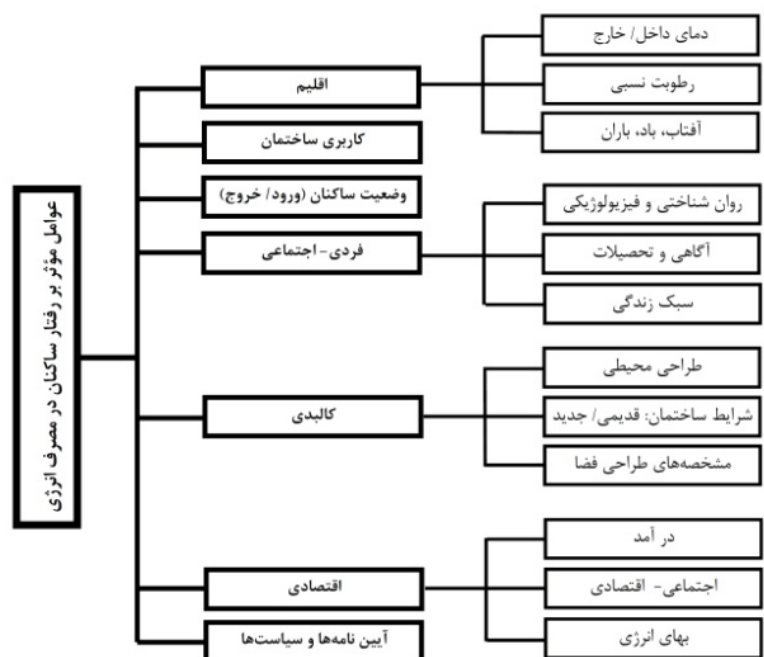 عوامل مؤثر بر رفتار ساکنان در مصرف انرژی
اقلیم
دمای داخل/ خارج
رطوبت نسبی
آفتاب، باد، باران
کاربری ساختمان
وضعیت ساکنان (ورود/ خروج)
فردی- اجتماعی
روان شناختی و فیزیولوژیکی
آگاهی و تحصیلات
سبک زندگی
کالبدی
طراحی محیطی
شرایط ساختمان: قدیمی/ جدید
مشخصه‌های طراحی فضا
اقتصادی
در آمد
اجتماعی- اقتصادی
بهای انرژی
آیین نامه‌ها و سیاست‌ها